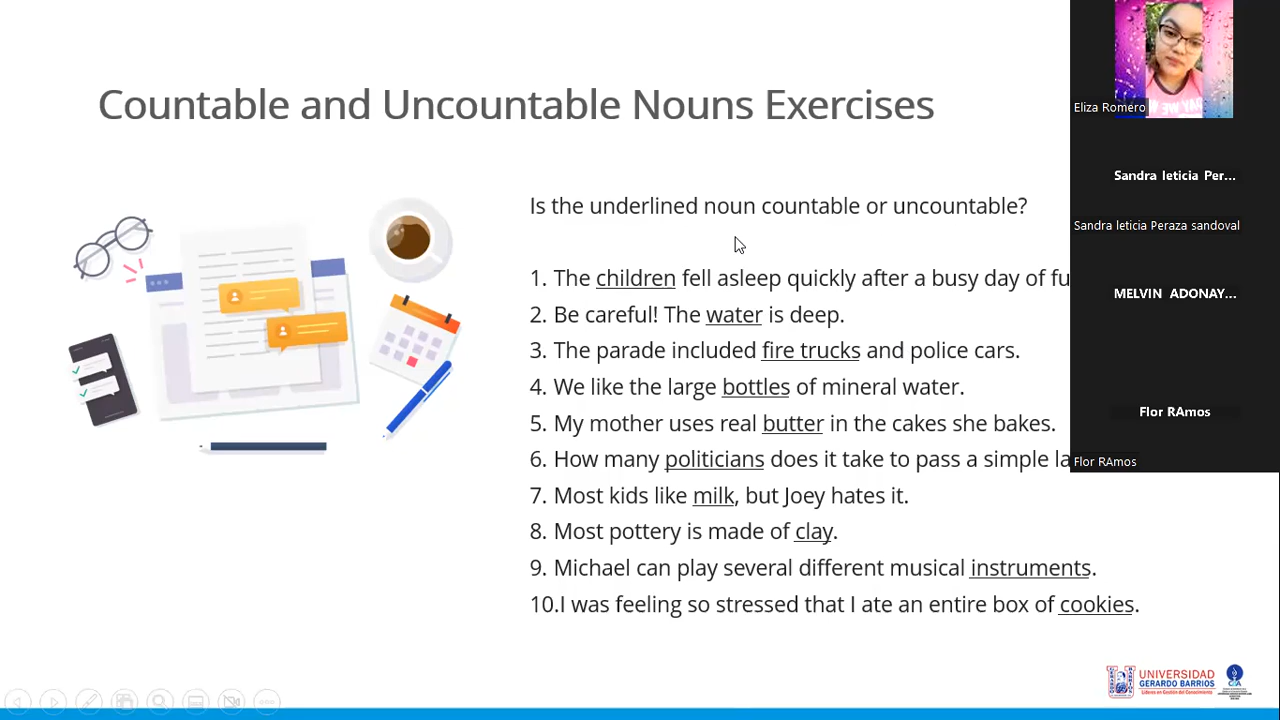 Countable and Uncountable Nouns Exercises
Is the underlined noun countable or uncountable?
1. The children fell asleep quickly after a busy day of fu
2. Be careful! The water is deep.
3. The parade included fire trucks and police cars.
4. We like the large bottles of mineral water.
5. My mother uses real butter in the cakes she bakes.
6. How many politicians does it take to pass a simple la
7. Most kids like milk, but Joey hates it.
8. Most pottery is made of clay.
9. Michael can play several different musical instruments.
10.I was feeling so stressed that I ate an entire box of cookies.
Eliza Romero
Sandra leticia Per...
Sandra leticia Peraza sandoval
MELVIN ADONAY...
Flor RAmos
Flor RAmos
UNIVERSIDAD
GERARDO BARRIOS